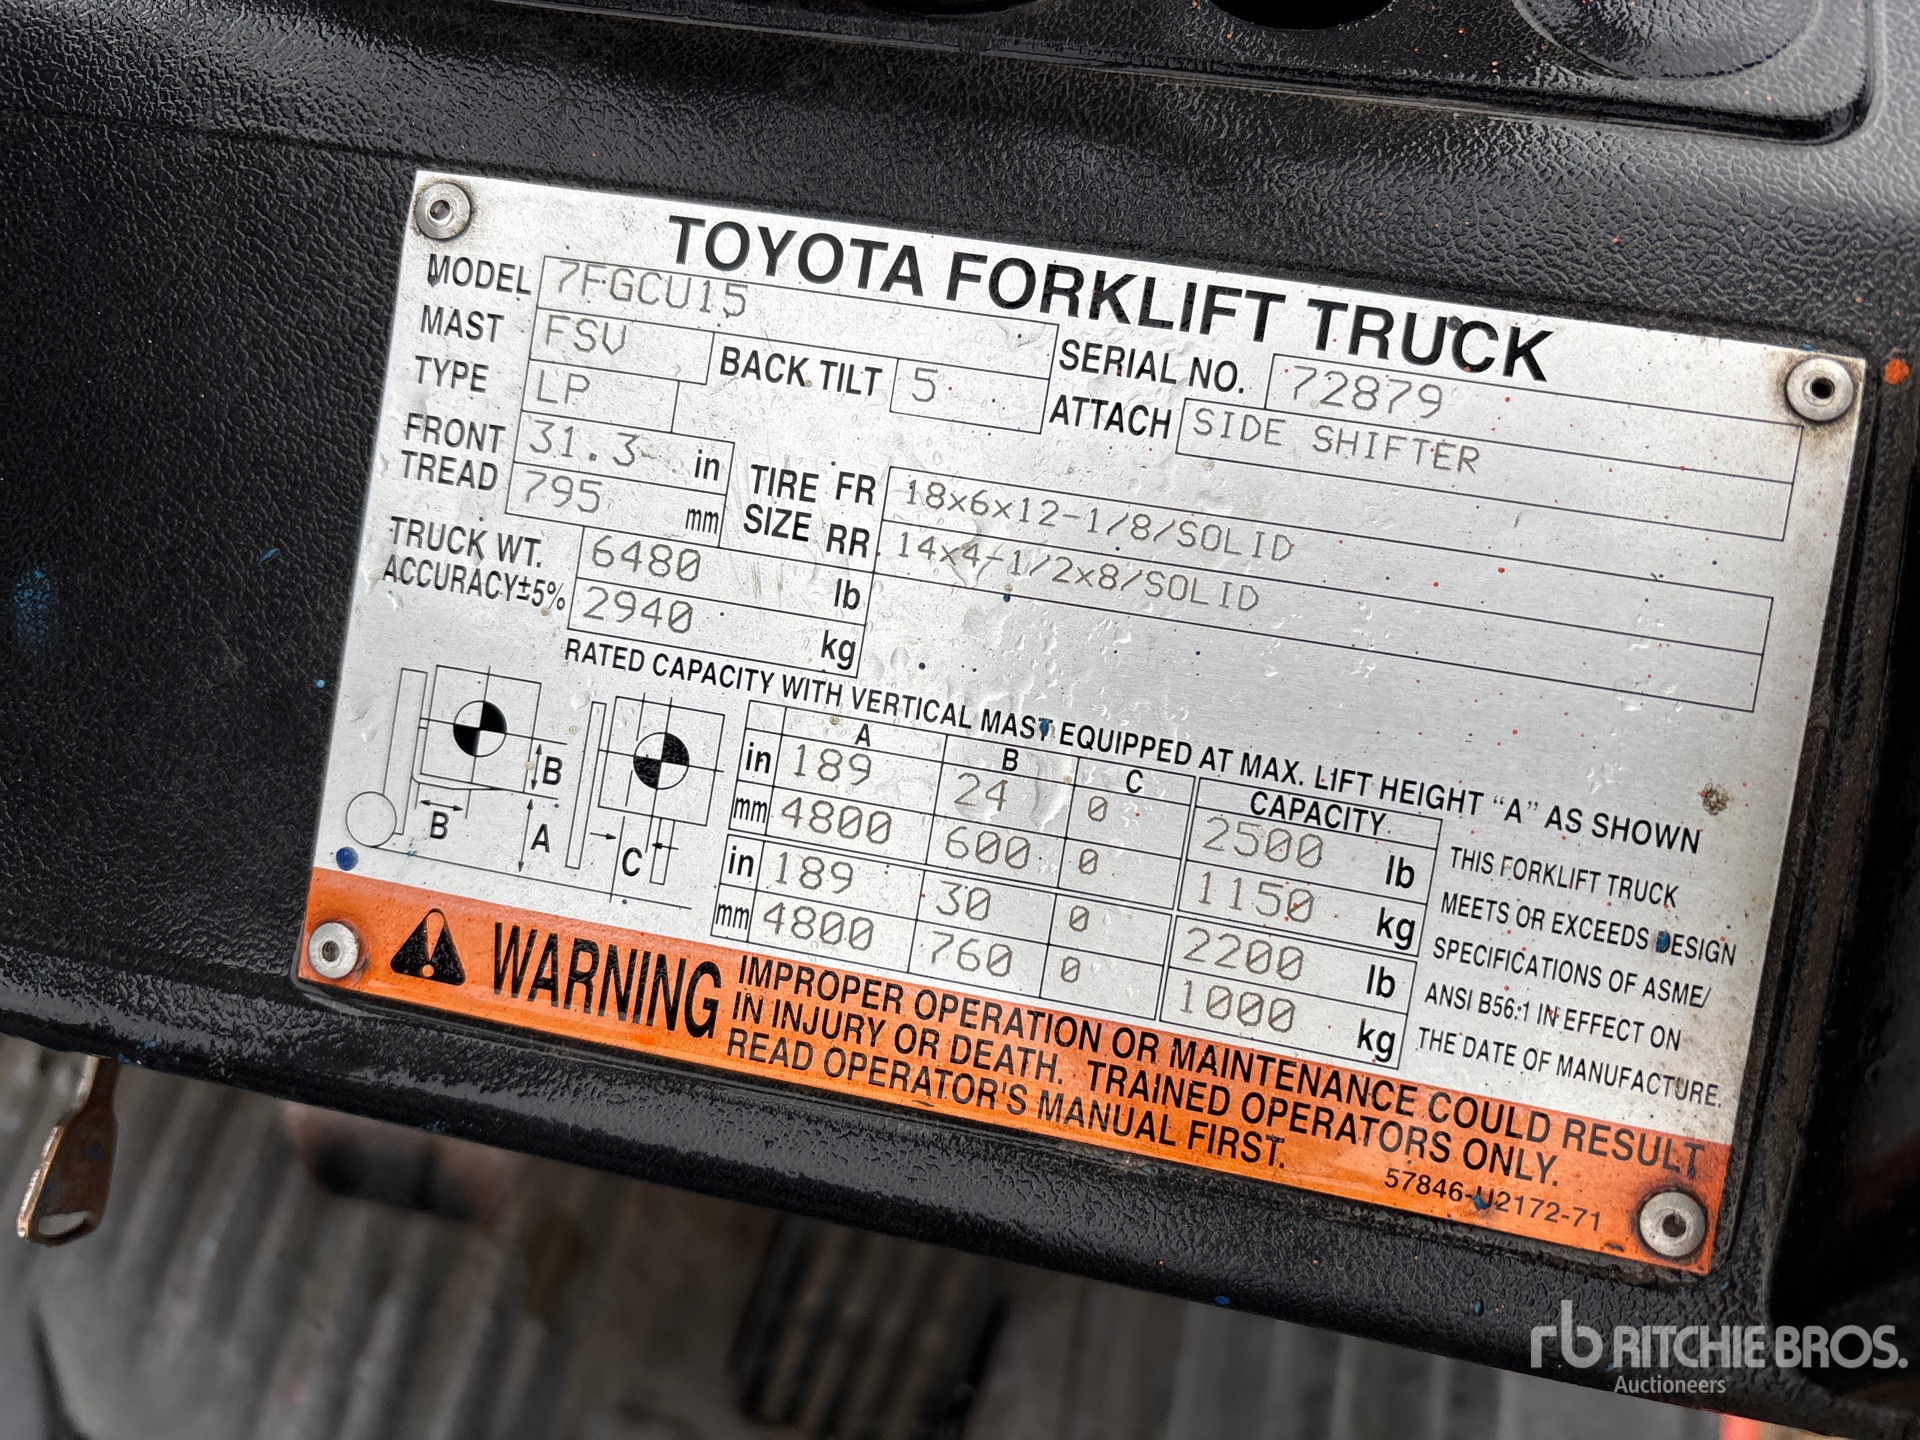 TOYOTA FORKLIFT TRUCK
MODEL 7FGCU15
SERIAL NO. 72879
MAST FSV BACK TILT 5
ATTACH SIDE SHIFTER
TYPE LP
FRONT TREAD 31.3 in
795 mm
TIRE SIZE FR 18x6x12-1/8/SOLID
RR 14x4-1/2x8/SOLID
TRUCK WT. 6480 lb
ACCURACY±5% 2940 kg
RATED CAPACITY WITH VERTICAL MAST EQUIPPED AT MAX. LIFT HEIGHT "A" AS SHOWN
A B C CAPACITY
in 189 24 0 2500 lb
mm 4800 600 0 1150 kg
in 189 30 0 2200 lb
mm 4800 760 0 1000 kg
B
B
A
C
THIS FORKLIFT TRUCK
MEETS OR EXCEEDS DESIGN
SPECIFICATIONS OF ASME/
ANSI B56.1 IN EFFECT ON
THE DATE OF MANUFACTURE.
WARNING
IMPROPER OPERATION OR MAINTENANCE COULD RESULT
IN INJURY OR DEATH. TRAINED OPERATORS ONLY.
READ OPERATOR'S MANUAL FIRST.
57846-U2172-71
rb RITCHIE BROS.
Auctioneers